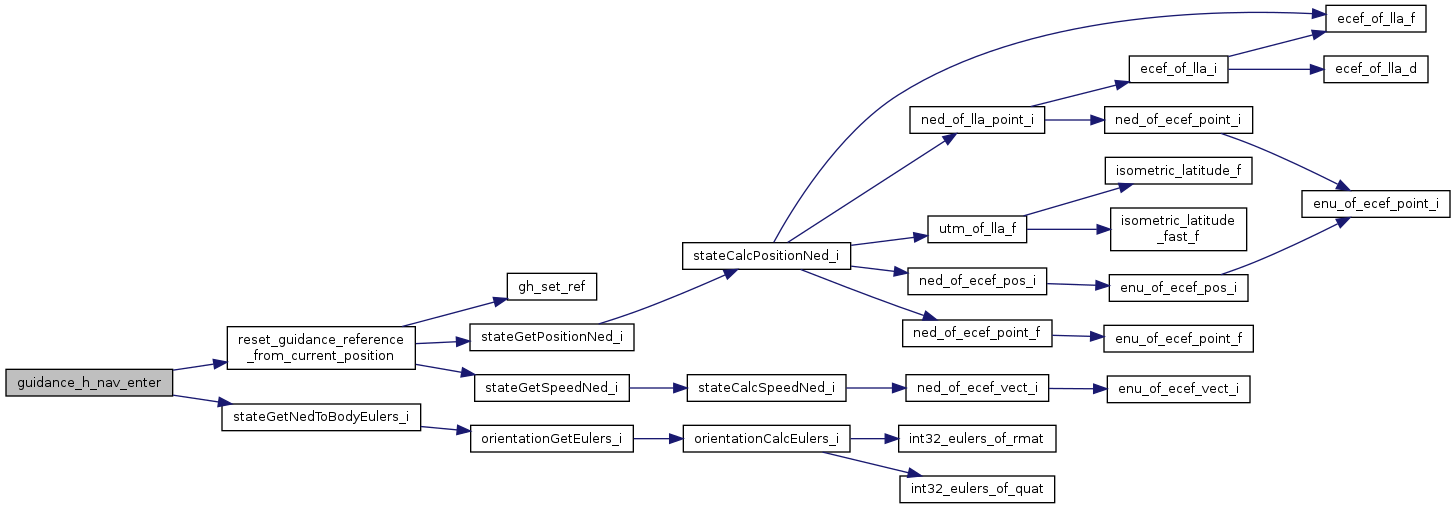 guidance_h_nav_enter
reset_guidance_reference
_from_current_position
stateGetNedToBodyEulers_i
gh_set_ref
stateGetPositionNed_i
stateGetSpeedNed_i
orientationGetEulers_i
stateCalcPositionNed_i
stateCalcSpeedNed_i
orientationCalcEulers_i
ned_of_lla_point_i
utm_of_lla_f
ned_of_ecef_pos_i
ned_of_ecef_point_f
ned_of_ecef_vect_i
int32_eulers_of_rmat
int32_eulers_of_quat
ecef_of_lla_i
ned_of_ecef_point_i
isometric_latitude_f
isometric_latitude
_fast_f
enu_of_ecef_pos_i
enu_of_ecef_point_f
enu_of_ecef_vect_i
ecef_of_lla_f
ecef_of_lla_d
enu_of_ecef_point_i